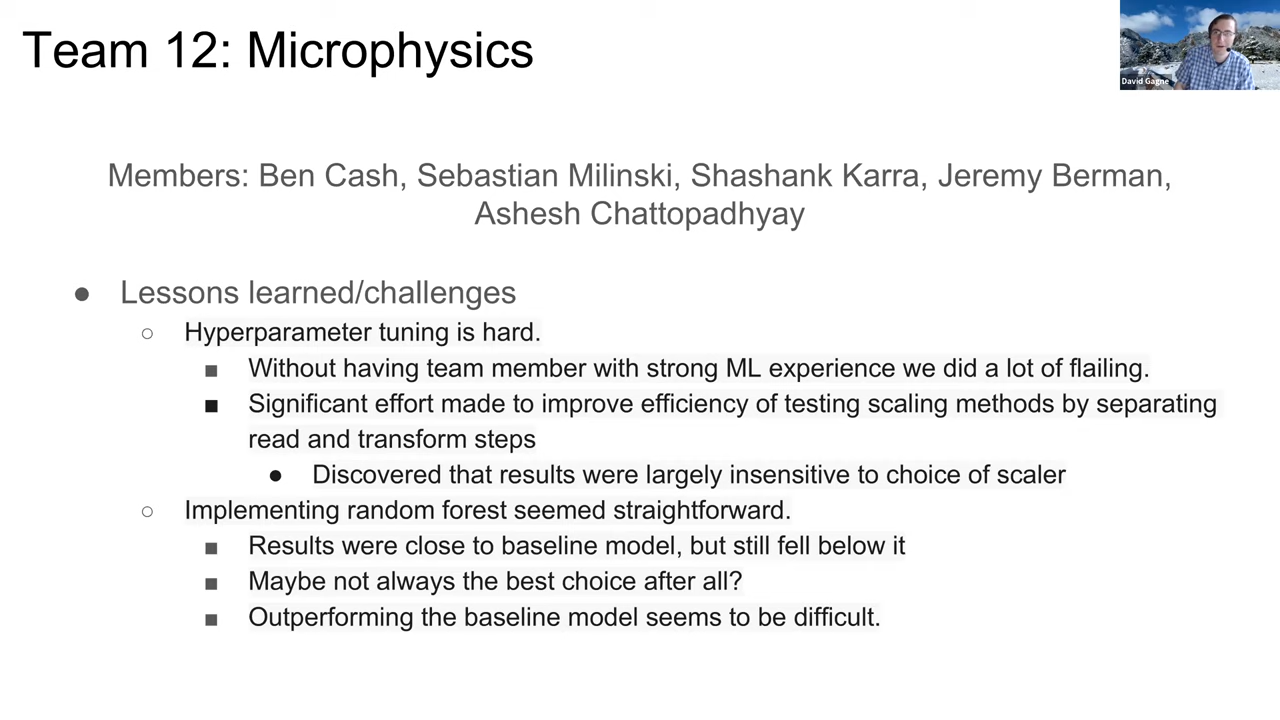 Team 12: Microphysics
David Gagne
Members: Ben Cash, Sebastian Milinski, Shashank Karra, Jeremy Berman,
Ashesh Chattopadhyay
● Lessons learned/challenges
○ Hyperparameter tuning is hard.
■ Without having team member with strong ML experience we did a lot of flailing.
■ Significant effort made to improve efficiency of testing scaling methods by separating
read and transform steps
● Discovered that results were largely insensitive to choice of scaler
○ Implementing random forest seemed straightforward.
■ Results were close to baseline model, but still fell below it
■ Maybe not always the best choice after all?
■ Outperforming the baseline model seems to be difficult.